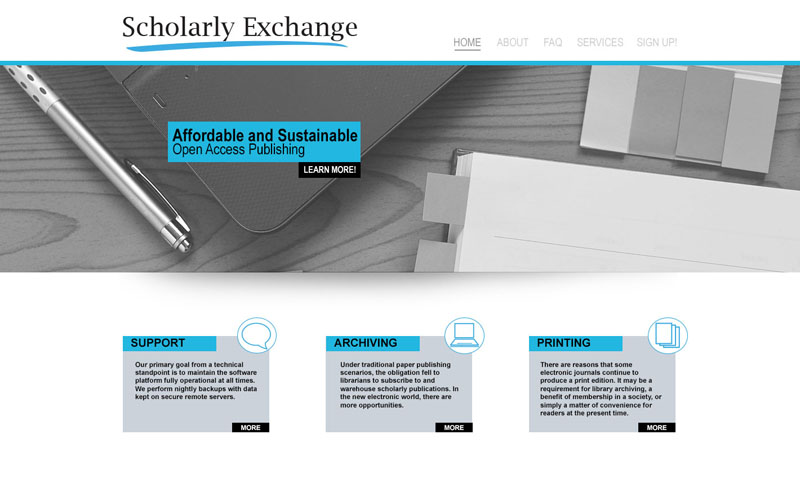 Scholarly Exchange
HOME ABOUT FAQ SERVICES SIGN UP!
Affordable and Sustainable
Open Access Publishing
LEARN MORE!
SUPPORT
Our primary goal from a technical
standpoint is to maintain the software
platform fully operational at all times.
We perform nightly backups with data
kept on secure remote servers.
MORE
ARCHIVING
Under traditional paper publishing
scenarios, the obligation fell to
librarians to subscribe to and
warehouse scholarly publications. In
the new electronic world, there are
more opportunities.
MORE
PRINTING
There are reasons that some
electronic journals continue to
produce a print edition. It may be a
requirement for library archiving, a
benefit of membership in a society, or
simply a matter of convenience for
readers at the present time.
MORE